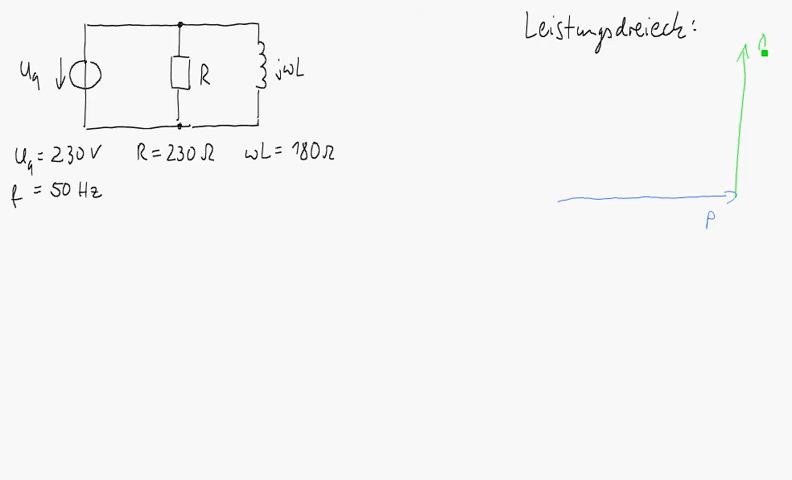 Leistungsdreieck:
uq
R
jωL
uq = 230 V R = 230 Ω ωL = 180 Ω
f = 50 Hz
P